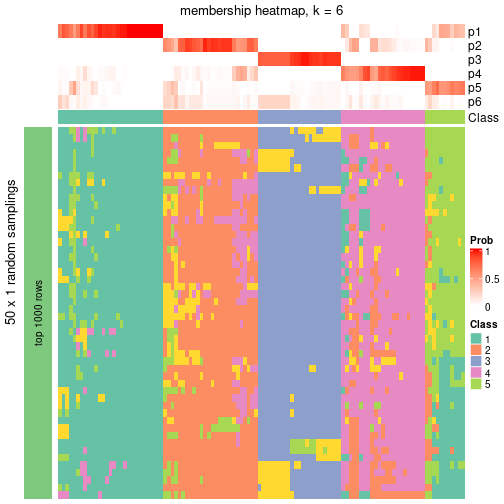 membership heatmap, k = 6
p1
p2
p3
p4
p5
p6
Class
50 x 1 random samplings
top 1000 rows
Prob
1
0.5
0
Class
1
2
3
4
5